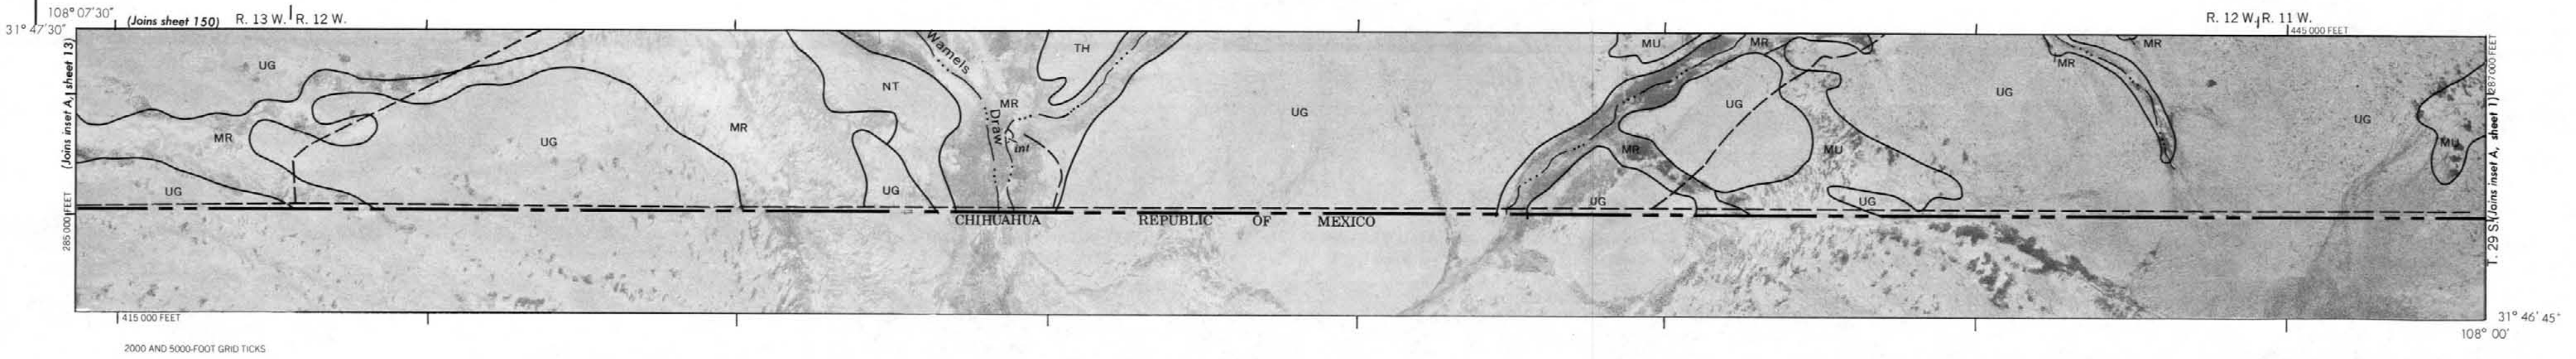 108° 07' 30"
(Joins sheet 150) R. 13 W. R. 12 W.
R. 12 W. R. 11 W.
31° 47' 30"
445 000 FEET
(Joins inset A, sheet 13)
285 000 FEET
UG
MR
UG
UG
MR
NT
UG
Wamels
Draw
MR
int
TH
UG
MU
MR
UG
MR
UG
MU
UG
UG
MR
MR
UG
MU
287 000 FEET
T. 29 S. (Joins inset A, sheet 1)
CHIHUAHUA REPUBLIC OF MEXICO
415 000 FEET
31° 46' 45"
108° 00'
2000 AND 5000-FOOT GRID TICKS